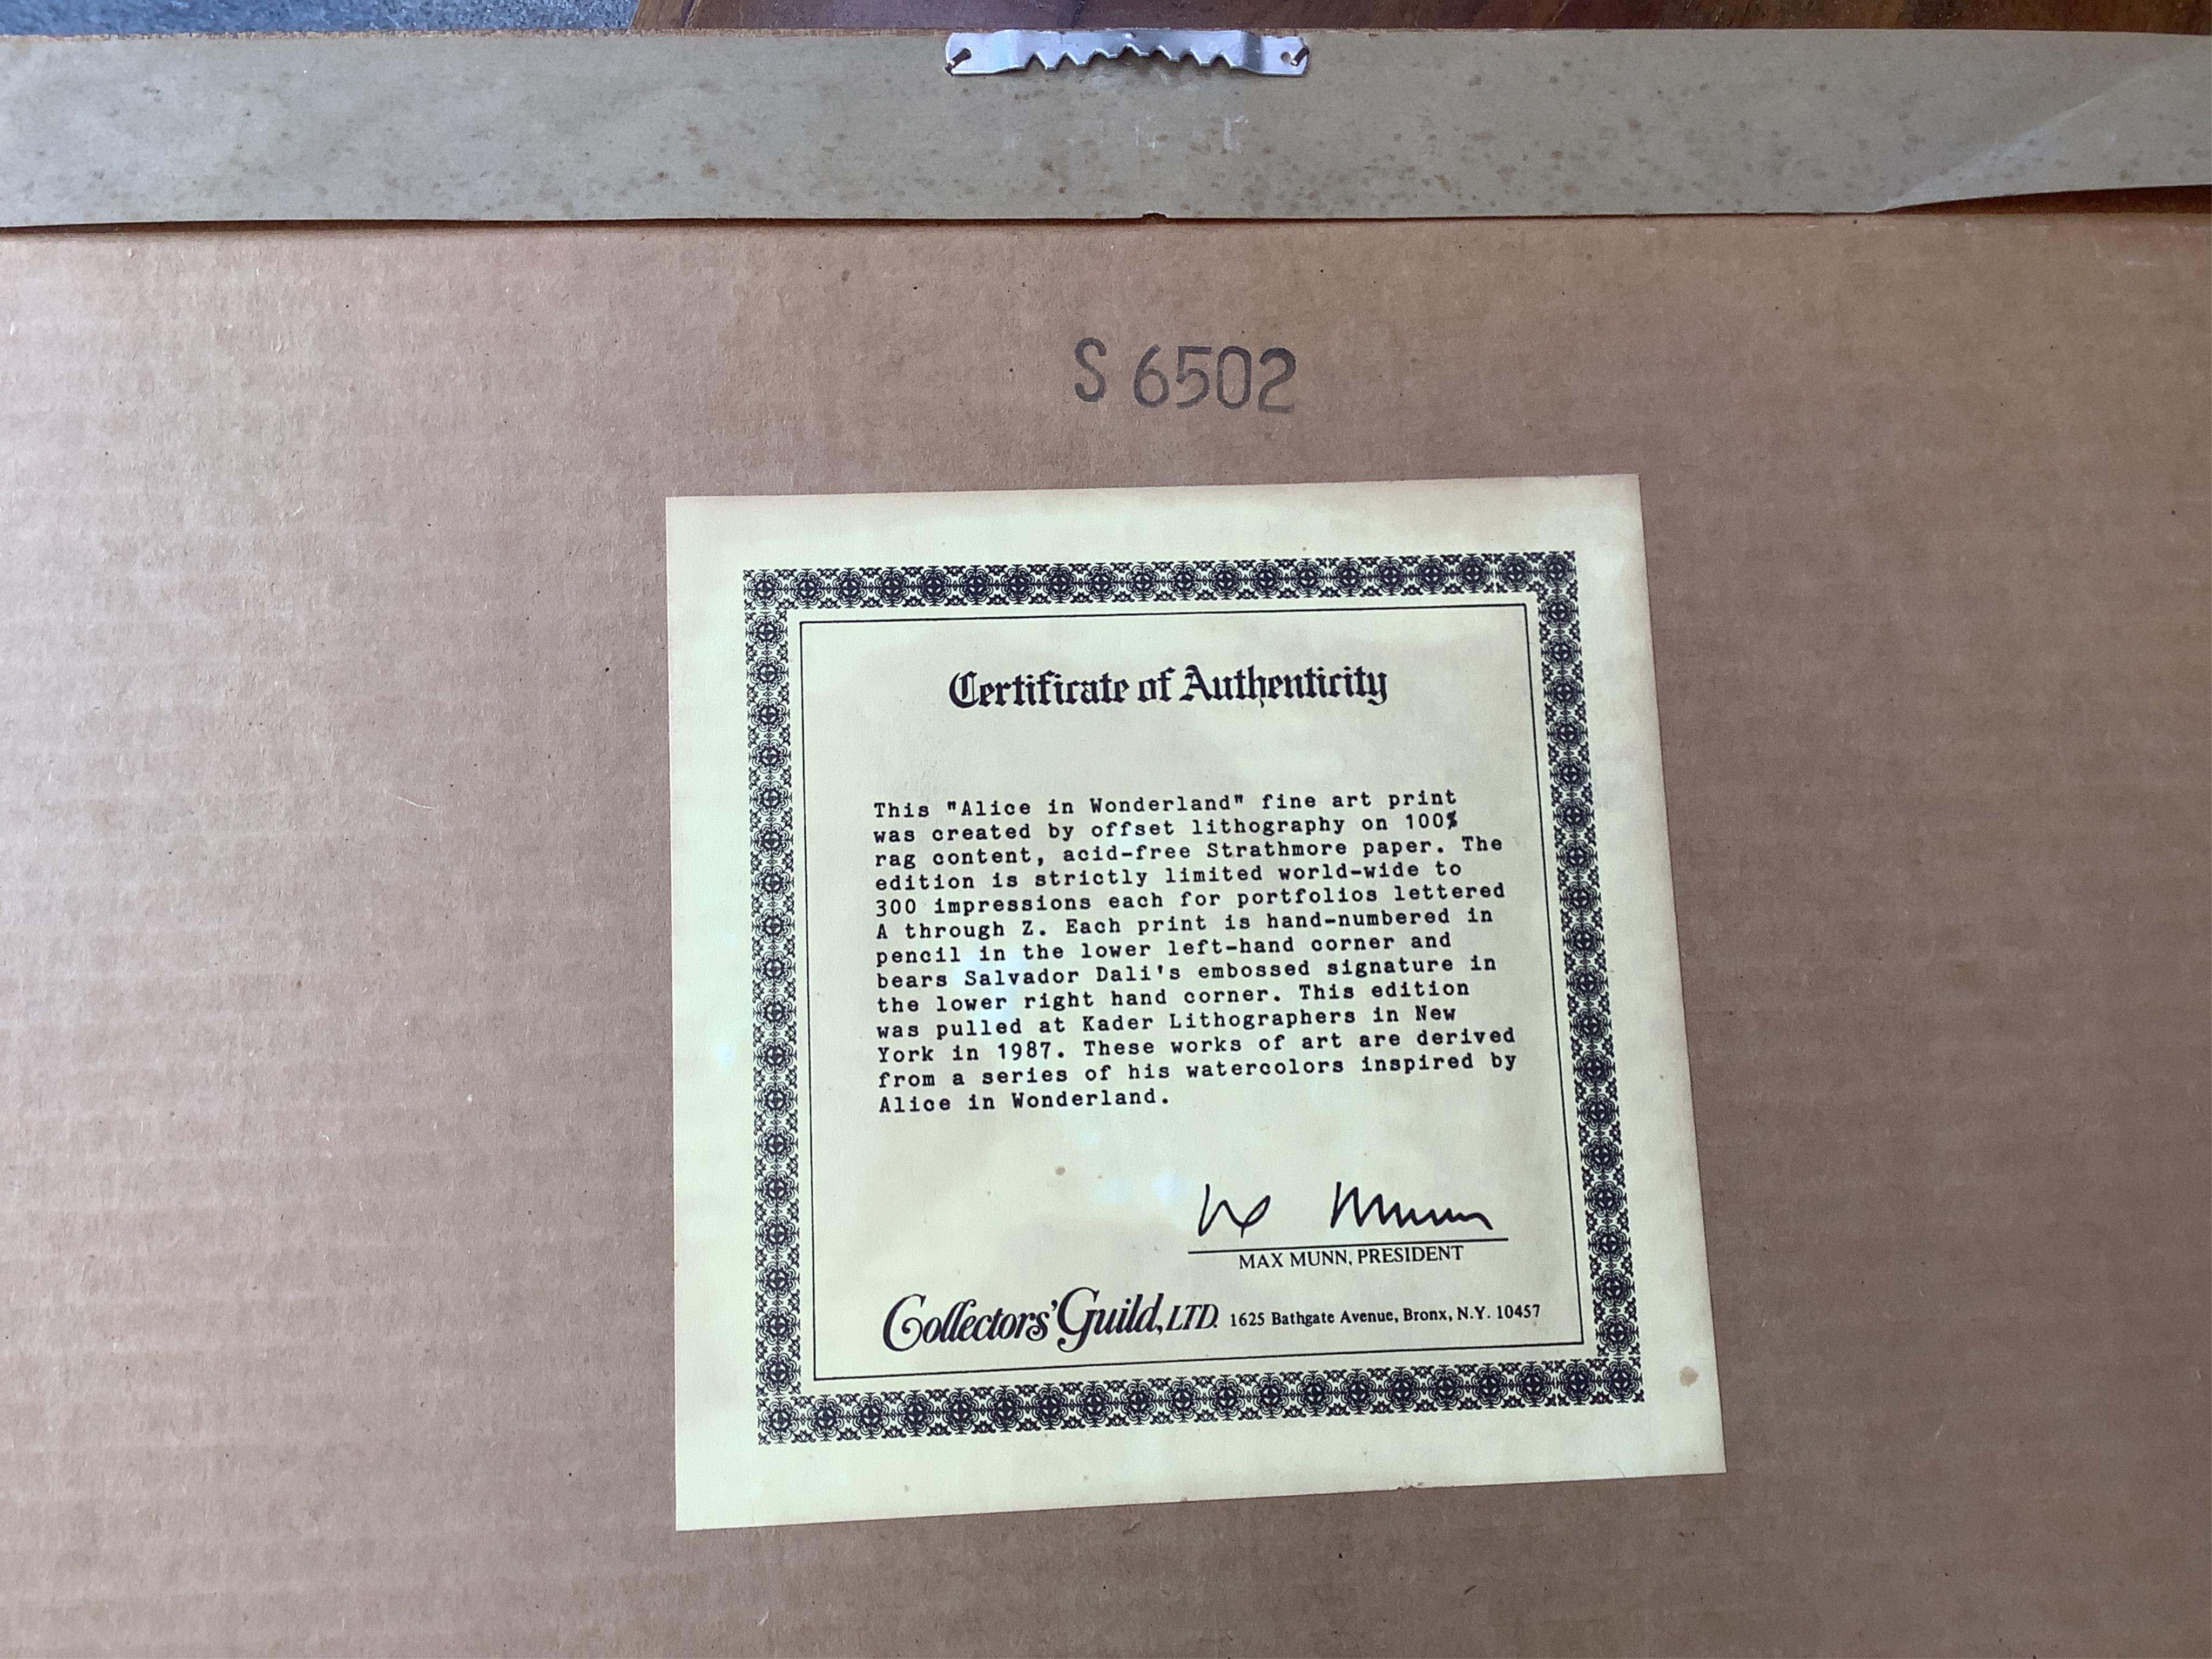 S 6502
Certificate of Authenticity
This "Alice in Wonderland" fine art print
was created by offset lithography on 100%
rag content, acid-free Strathmore paper. The
edition is strictly limited world-wide to
300 impressions each for portfolios lettered
A through Z. Each print is hand-numbered in
pencil in the lower left-hand corner and
bears Salvador Dali's embossed signature in
the lower right hand corner. This edition
was pulled at Kader Lithographers in New
York in 1987. These works of art are derived
from a series of his watercolors inspired by
Alice in Wonderland.
Max Munn
MAX MUNN, PRESIDENT
Collectors' Guild, LTD. 1625 Bathgate Avenue, Bronx, N.Y. 10457